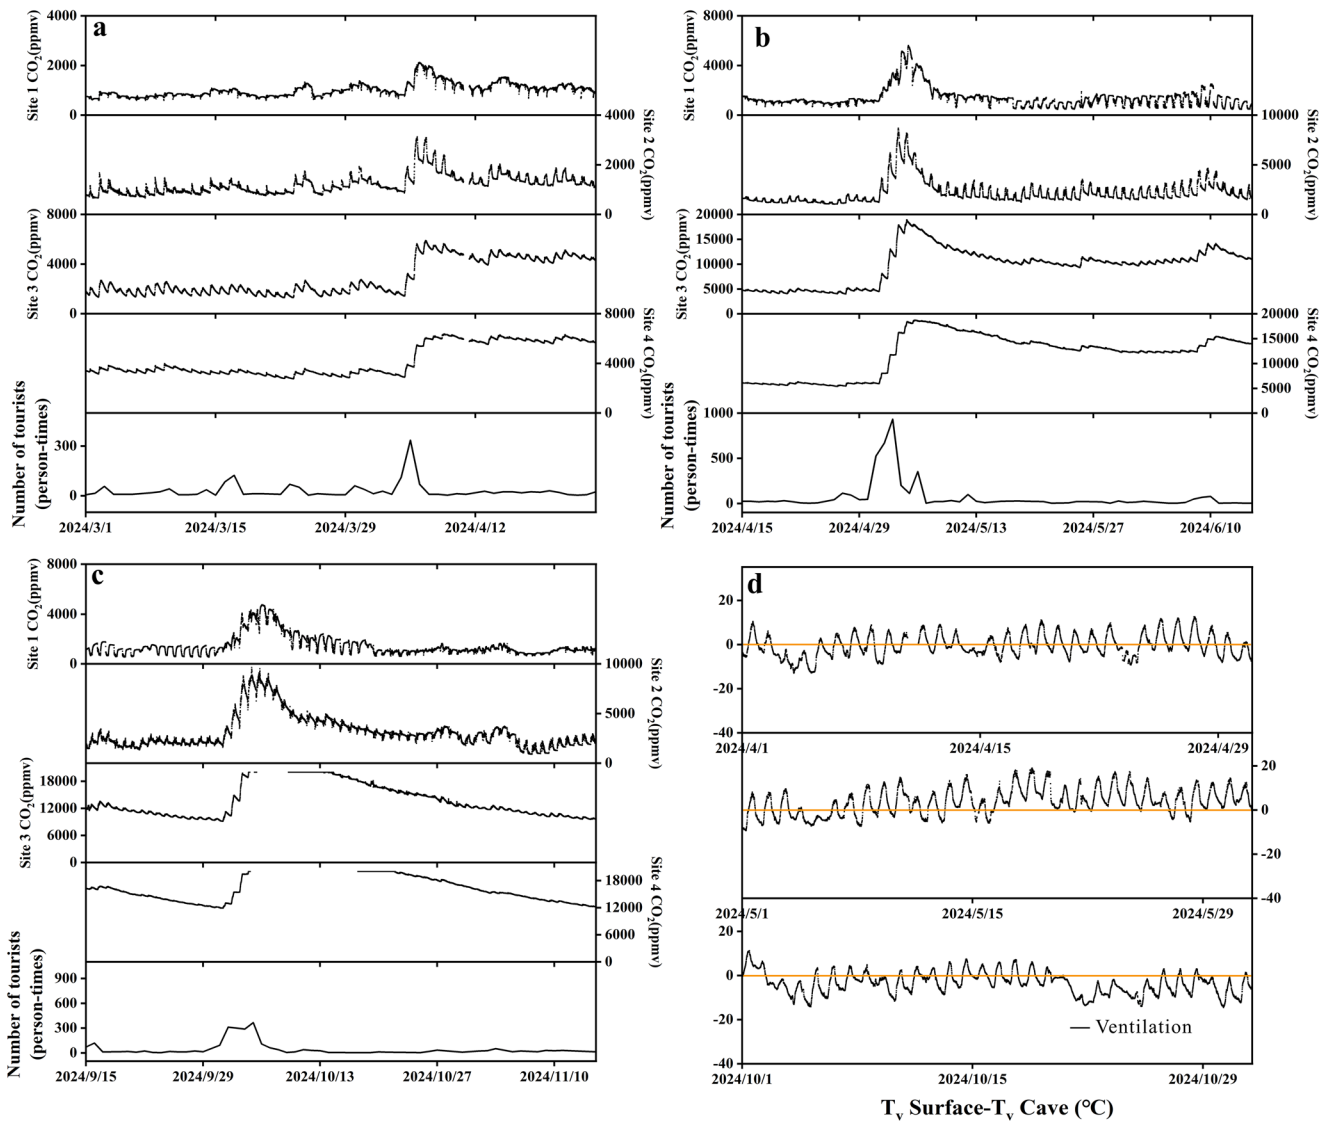 a
Site 1 CO2(ppmv)
4000
2000
0
Site 2 CO2(ppmv)
4000
2000
0
Site 3 CO2(ppmv)
8000
4000
0
Site 4 CO2(ppmv)
8000
4000
0
Number of tourists
(person-times)
300
0
2024/3/1 2024/3/15 2024/3/29 2024/4/12
b
Site 1 CO2(ppmv)
8000
4000
0
Site 2 CO2(ppmv)
10000
5000
0
Site 3 CO2(ppmv)
20000
15000
10000
5000
0
Site 4 CO2(ppmv)
20000
15000
10000
5000
0
Number of tourists
(person-times)
1000
500
0
2024/4/15 2024/4/29 2024/5/13 2024/5/27 2024/6/10
c
Site 1 CO2(ppmv)
8000
4000
0
Site 2 CO2(ppmv)
10000
5000
0
Site 3 CO2(ppmv)
18000
12000
6000
0
Site 4 CO2(ppmv)
18000
12000
6000
0
Number of tourists
(person-times)
900
600
300
0
2024/9/15 2024/9/29 2024/10/13 2024/10/27 2024/11/10
d
20
0
-20
-40
2024/4/1 2024/4/15 2024/4/29
20
0
-20
-40
2024/5/1 2024/5/15 2024/5/29
20
0
-20
-40
Ventilation
2024/10/1 2024/10/15 2024/10/29
Tv Surface-Tv Cave (°C)